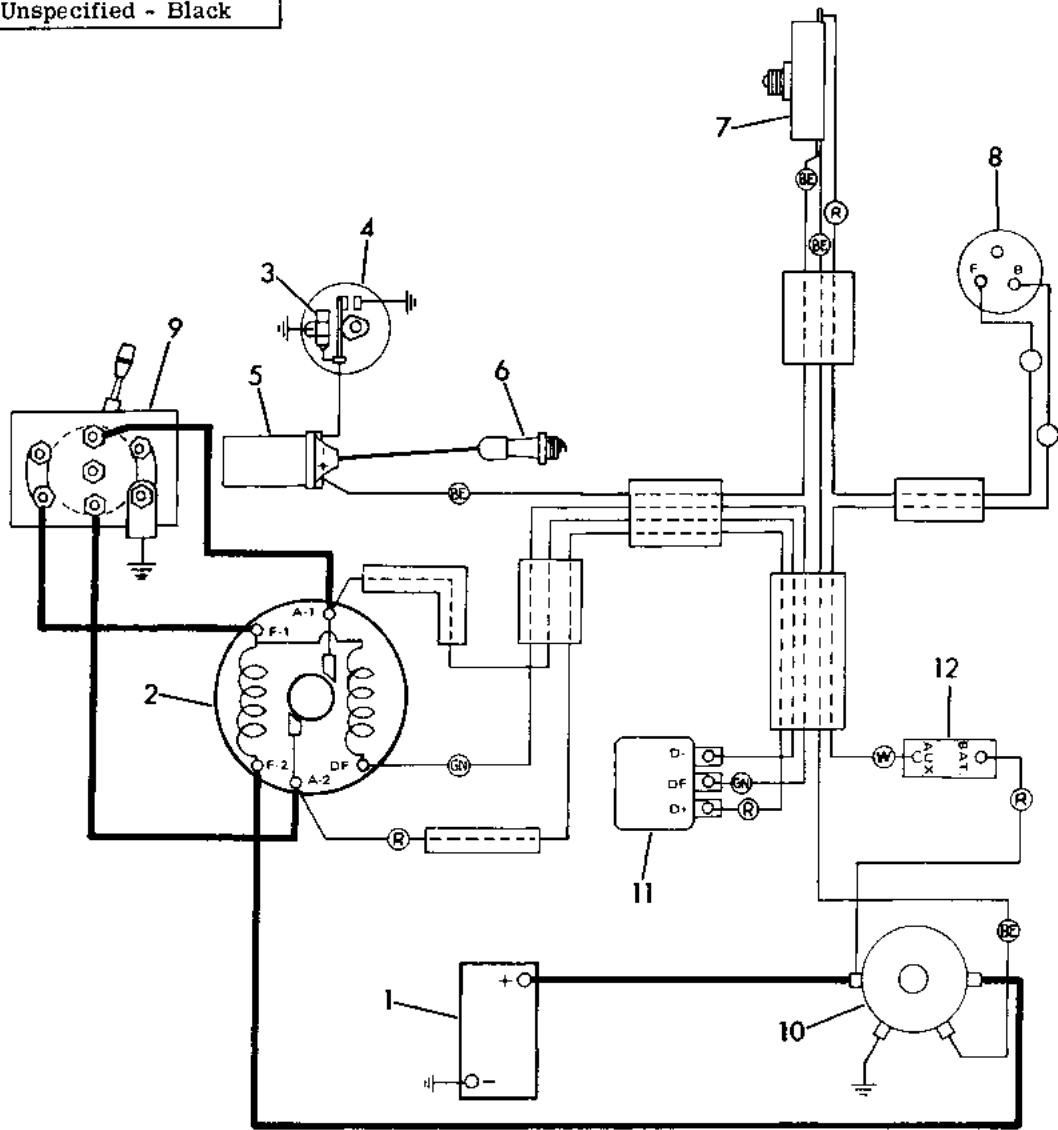 Unspecified - Black
7
BE
R
BE
8
F
B
4
3
9
5
6
+
BE
A-1
F-1
2
F-2
A-2
DF
GN
R
12
D-
DF
GN
D+
R
11
W
AUX
BAT.
R
BE
1
+
-
10